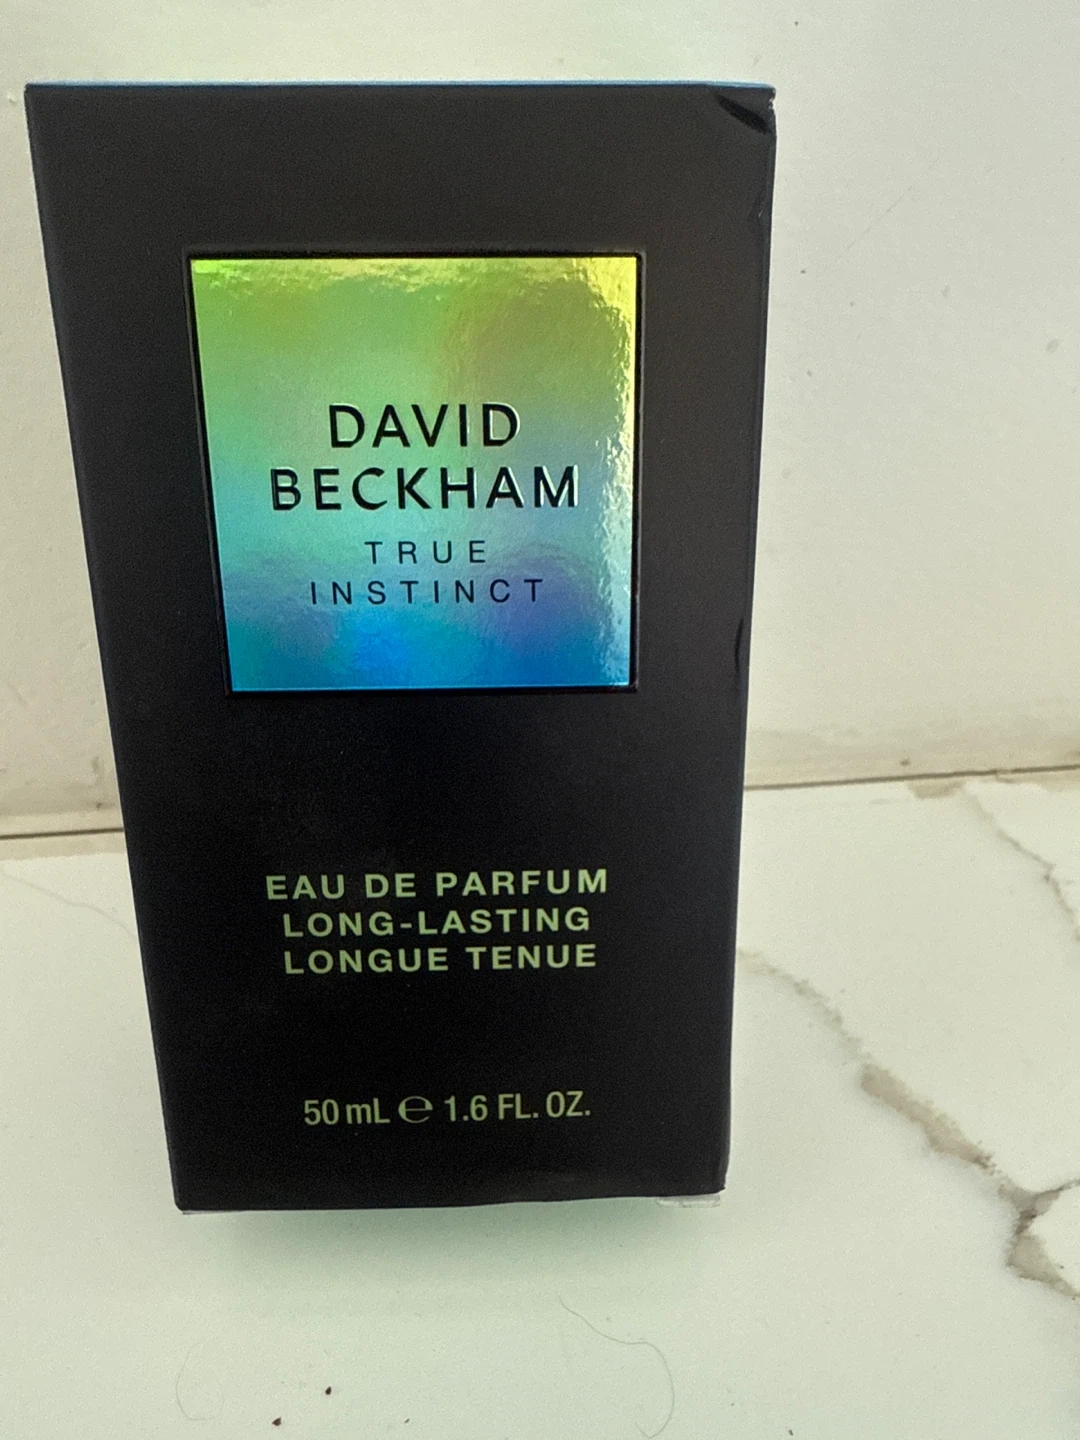 DAVID
BECKHAM
TRUE
INSTINCT
EAU DE PARFUM
LONG-LASTING
LONGUE TENUE
50 mL ℮ 1.6 FL. OZ.